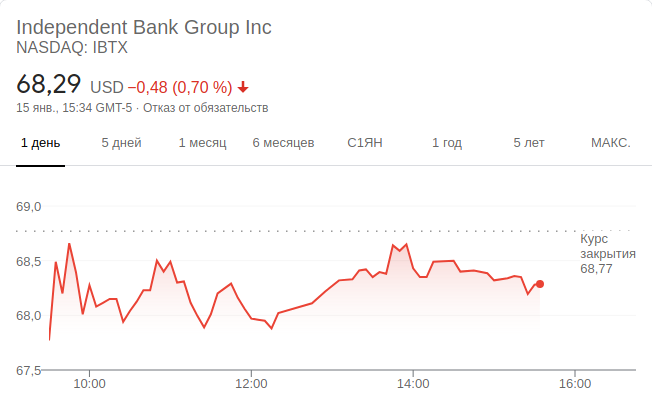 Independent Bank Group Inc
NASDAQ: IBTX
68,29 USD −0,48 (0,70 %)
15 янв., 15:34 GMT-5 · Отказ от обязательств
1 день 5 дней 1 месяц 6 месяцев С1ЯН 1 год 5 лет МАКС.
69,0
Курс
закрытия
68,77
68,5
68,0
67,5
10:00 12:00 14:00 16:00